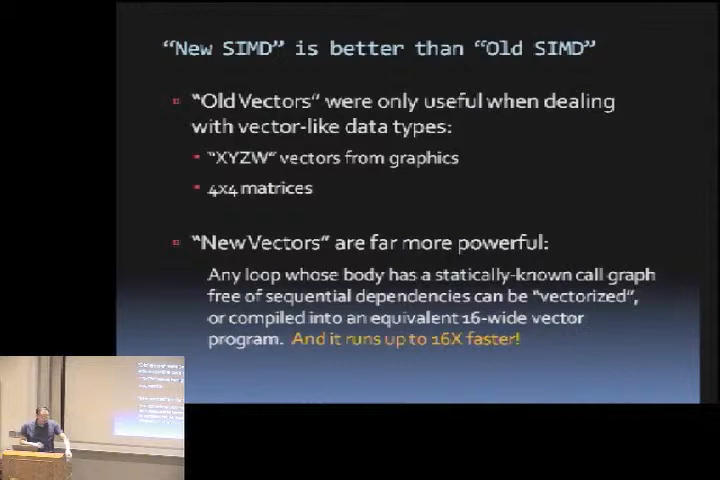 “New SIMD” is better than “Old SIMD”
“Old Vectors” were only useful when dealing
with vector-like data types:
“XYZW” vectors from graphics
4x4 matrices
“New Vectors” are far more powerful:
Any loop whose body has a statically-known call graph
free of sequential dependencies can be “vectorized”,
or compiled into an equivalent 16-wide vector
program. And it runs up to 16X faster!